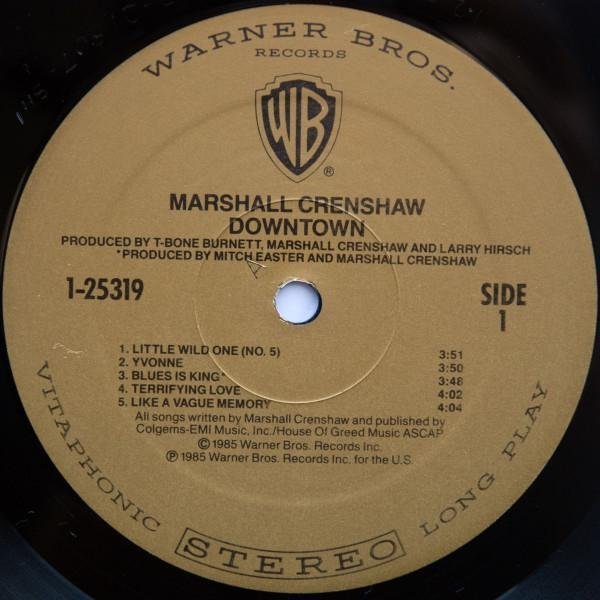 WARNER BROS.
RECORDS
WB
®
MARSHALL CRENSHAW
DOWNTOWN
PRODUCED BY T-BONE BURNETT, MARSHALL CRENSHAW AND LARRY HIRSCH
*PRODUCED BY MITCH EASTER AND MARSHALL CRENSHAW
A
1-25319
SIDE
1
1. LITTLE WILD ONE (NO. 5) 3:51
2. YVONNE 3:50
3. BLUES IS KING* 3:48
4. TERRIFYING LOVE 4:02
5. LIKE A VAGUE MEMORY 4:04
All songs written by Marshall Crenshaw and published by
Colgems-EMI Music, Inc./House Of Greed Music ASCAP
©1985 Warner Bros. Records Inc.
℗ 1985 Warner Bros. Records Inc. for the U.S.
VITAPHONIC
STEREO
LONG PLAY